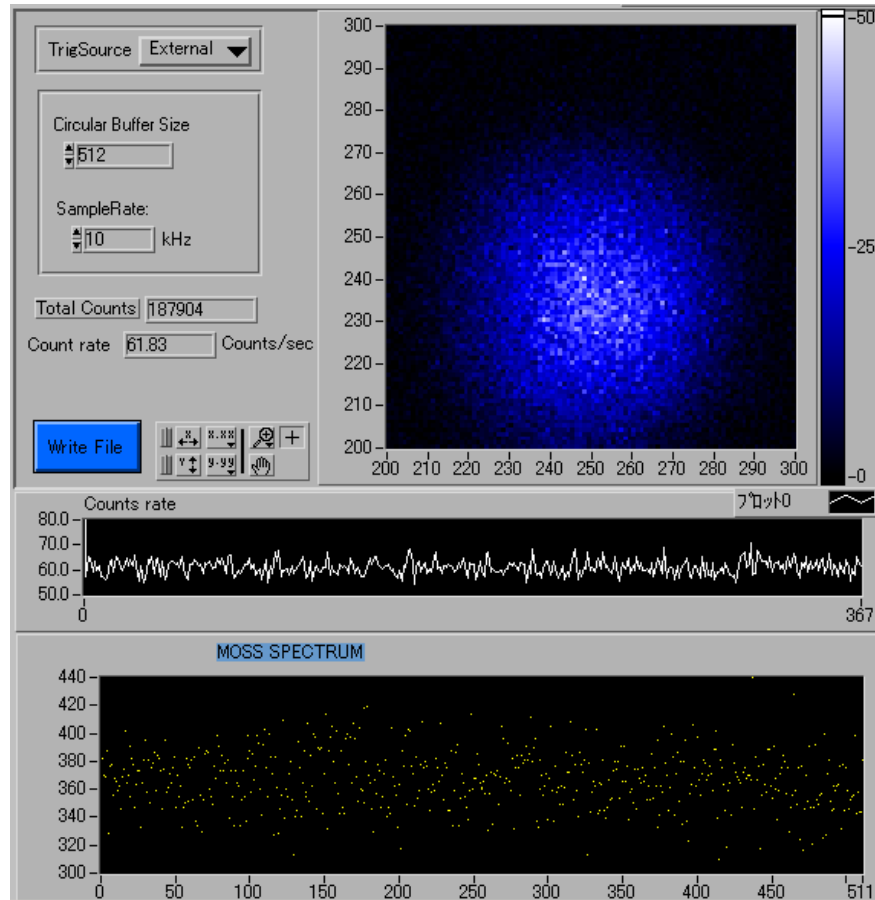 TrigSource External
Circular Buffer Size
512
SampleRate:
10 kHz
Total Counts 187904
Count rate 61.83 Counts/sec
Write File
X X.XX
Y Y.YY
300
290
280
270
260
250
240
230
220
210
200
200 210 220 230 240 250 260 270 280 290 300
50
25
0
Counts rate
プロット0
80.0
70.0
60.0
50.0
0 367
MOSS SPECTRUM
440
420
400
380
360
340
320
300
0 50 100 150 200 250 300 350 400 450 511